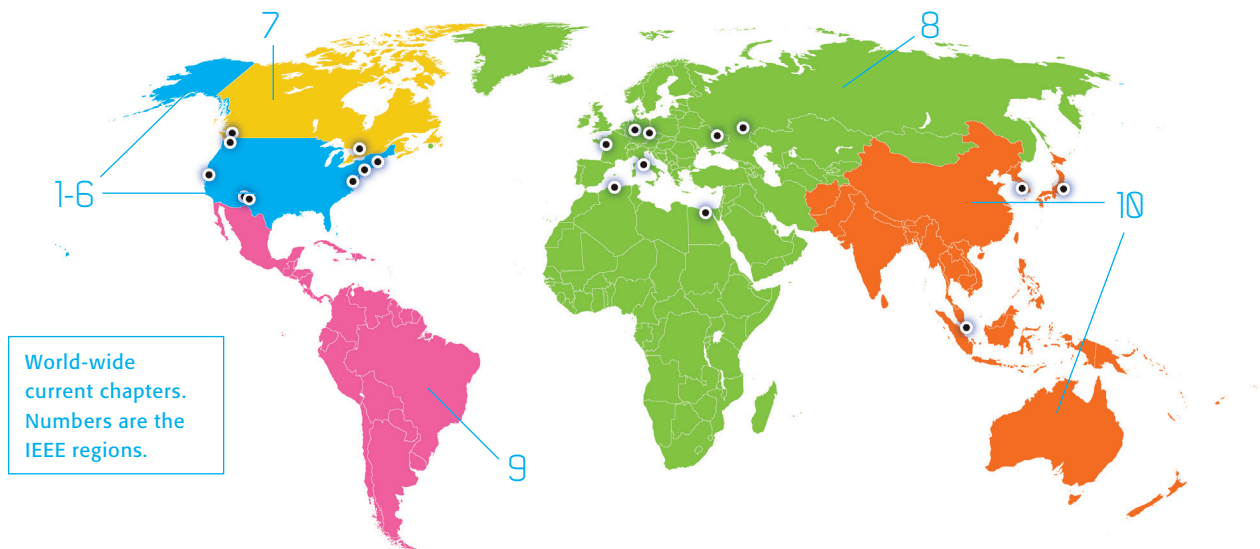 7
8
1-6
10
World-wide
current chapters.
Numbers are the
IEEE regions.
9